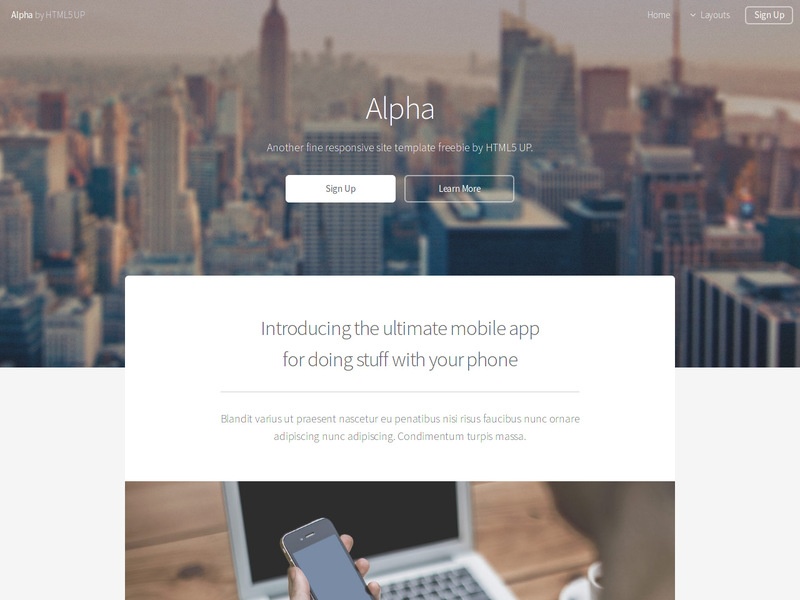 Alpha by HTML5 UP
Home
Layouts
Sign Up
Alpha
Another fine responsive site template freebie by HTML5 UP.
Sign Up
Learn More
Introducing the ultimate mobile app
for doing stuff with your phone
Blandit varius ut praesent nascetur eu penatibus nisi risus faucibus nunc ornare
adipiscing nunc adipiscing. Condimentum turpis massa.